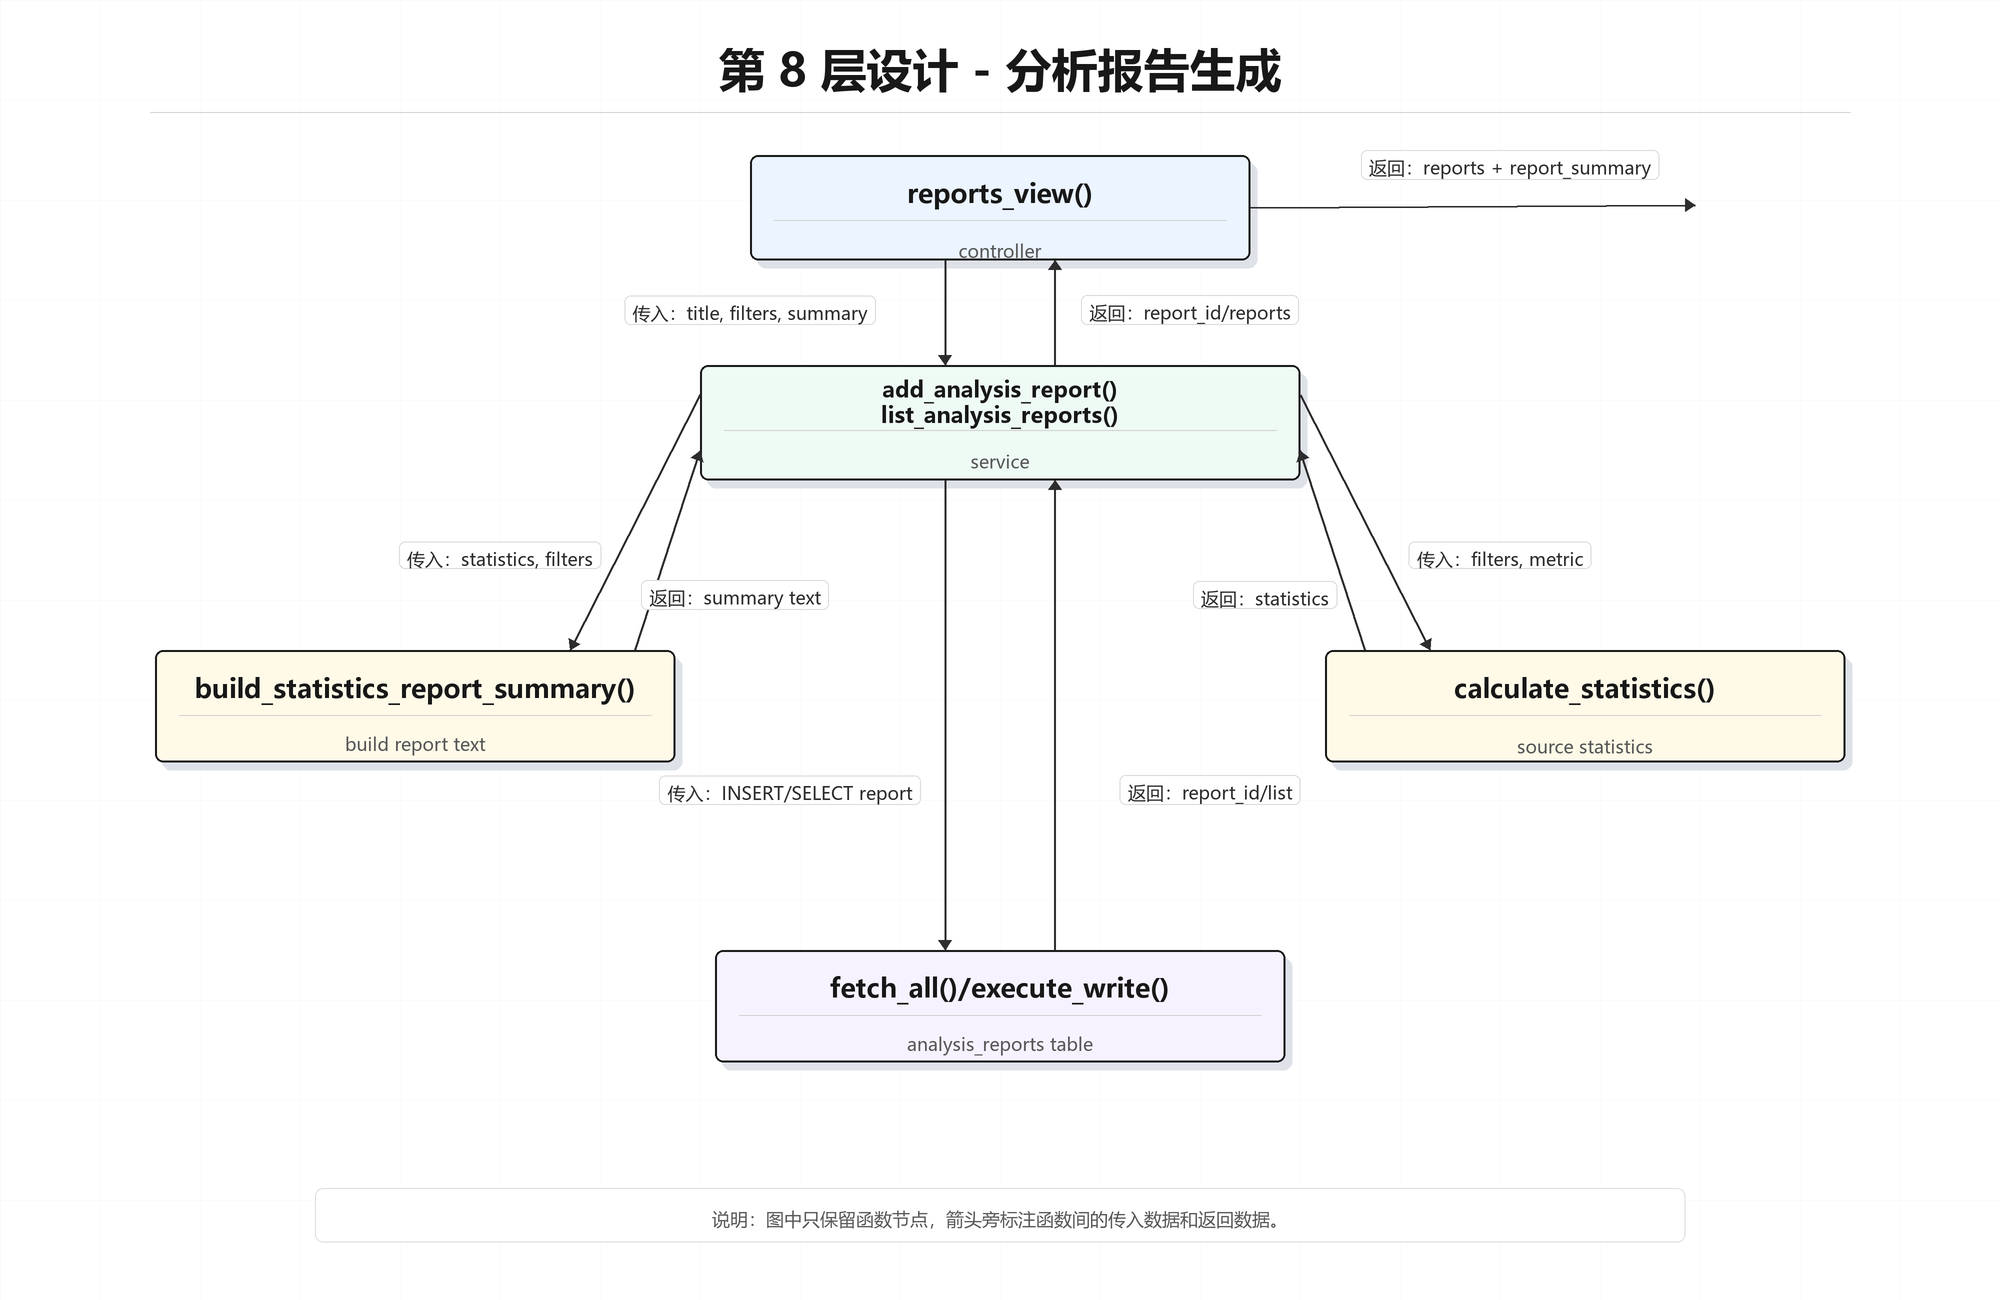 第 8 层设计 - 分析报告生成
返回：reports + report_summary
reports_view()
controller
传入：title, filters, summary
返回：report_id/reports
add_analysis_report()
list_analysis_reports()
service
传入：statistics, filters
返回：summary text
返回：statistics
传入：filters, metric
build_statistics_report_summary()
build report text
calculate_statistics()
source statistics
传入：INSERT/SELECT report
返回：report_id/list
fetch_all()/execute_write()
analysis_reports table
说明：图中只保留函数节点，箭头旁标注函数间的传入数据和返回数据。